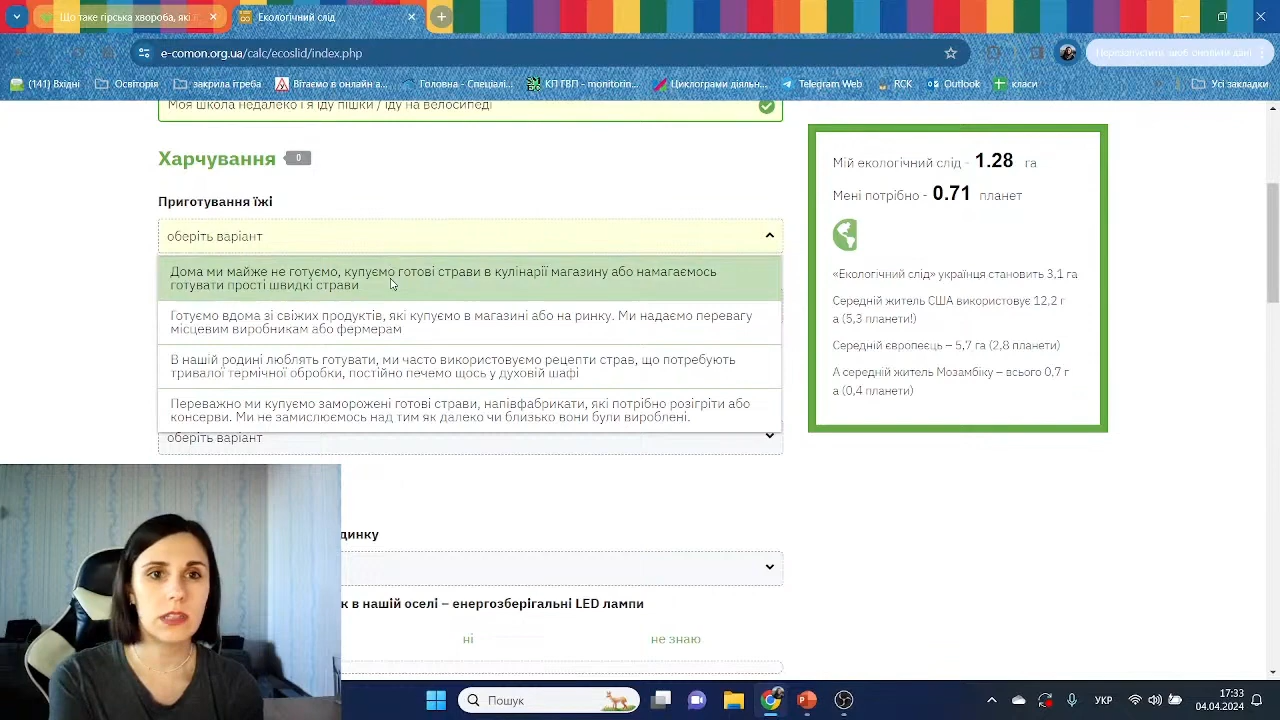 Що таке гірська хвороба, які п
Екологічний слід
e-comon.org.ua/calc/ecoslid/index.php
Перезапустити, щоб оновити дані
(141) Вхідні
Освіторія
закрила треба
Вітаємо в онлайн а...
Головна – Спеціалі...
КП ГВП - monitorin...
Циклограми діяльн...
Telegram Web
RCK
Outlook
класи
Усі закладки
Моя школа недалеко і я іду пішки / їду на велосипеді
Харчування 0
Приготування їжі
оберіть варіант
Дома ми майже не готуємо, купуємо готові страви в кулінарії магазину або намагаємось
готувати прості швидкі страви
Готуємо вдома зі свіжих продуктів, які купуємо в магазині або на ринку. Ми надаємо перевагу
місцевим виробникам або фермерам
В нашій родині люблять готувати, ми часто використовуємо рецепти страв, що потребують
тривалої термічної обробки, постійно печемо щось у духовій шафі
Переважно ми купуємо заморожені готові страви, напівфабрикати, які потрібно розігріти або
консерви. Ми не замислюємось над тим як далеко чи близько вони були вироблені.
оберіть варіант
динку
к в нашій оселі – енергозберігальні LED лампи
ні
не знаю
Мій екологічний слід - 1.28 га
Мені потрібно - 0.71 планет
«Екологічний слід» українця становить 3,1 га
Середній житель США використовує 12,2 г
а (5,3 планети!)
Середній європеєць – 5,7 га (2,8 планети)
А середній житель Мозамбіку – всього 0,7 г
а (0,4 планети)
Пошук
УКР
17:33
04.04.2024